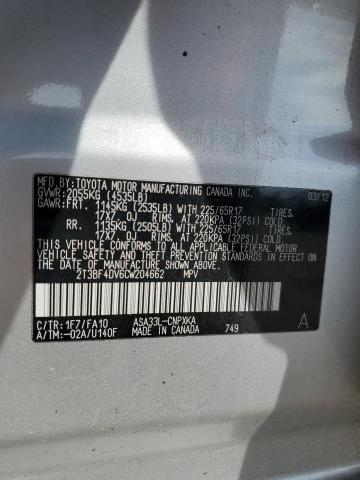 MFD. BY: TOYOTA MOTOR MANUFACTURING CANADA INC. 03/12
GVWR: 2055KG (4535LB)
GAWR: FRT. 1145KG (2535LB) WITH 225/65R17 TIRES,
17X7 OJ RIMS, AT 220KPA (32PSI) COLD
RR. 1135KG (2505LB) WITH 225/65R17 TIRES,
17X7 OJ RIMS, AT 220KPA (32PSI) COLD
THIS VEHICLE CONFORMS TO ALL APPLICABLE FEDERAL MOTOR
VEHICLE SAFETY AND THEFT PREVENTION STANDARDS IN
EFFECT ON THE DATE OF MANUFACTURE SHOWN ABOVE.
2T3BF4DV6CW204662 MPV
C/TR: 1F7/FA10 ASA33L-CNPXKA A
A/TM:-02A/U140F MADE IN CANADA 749